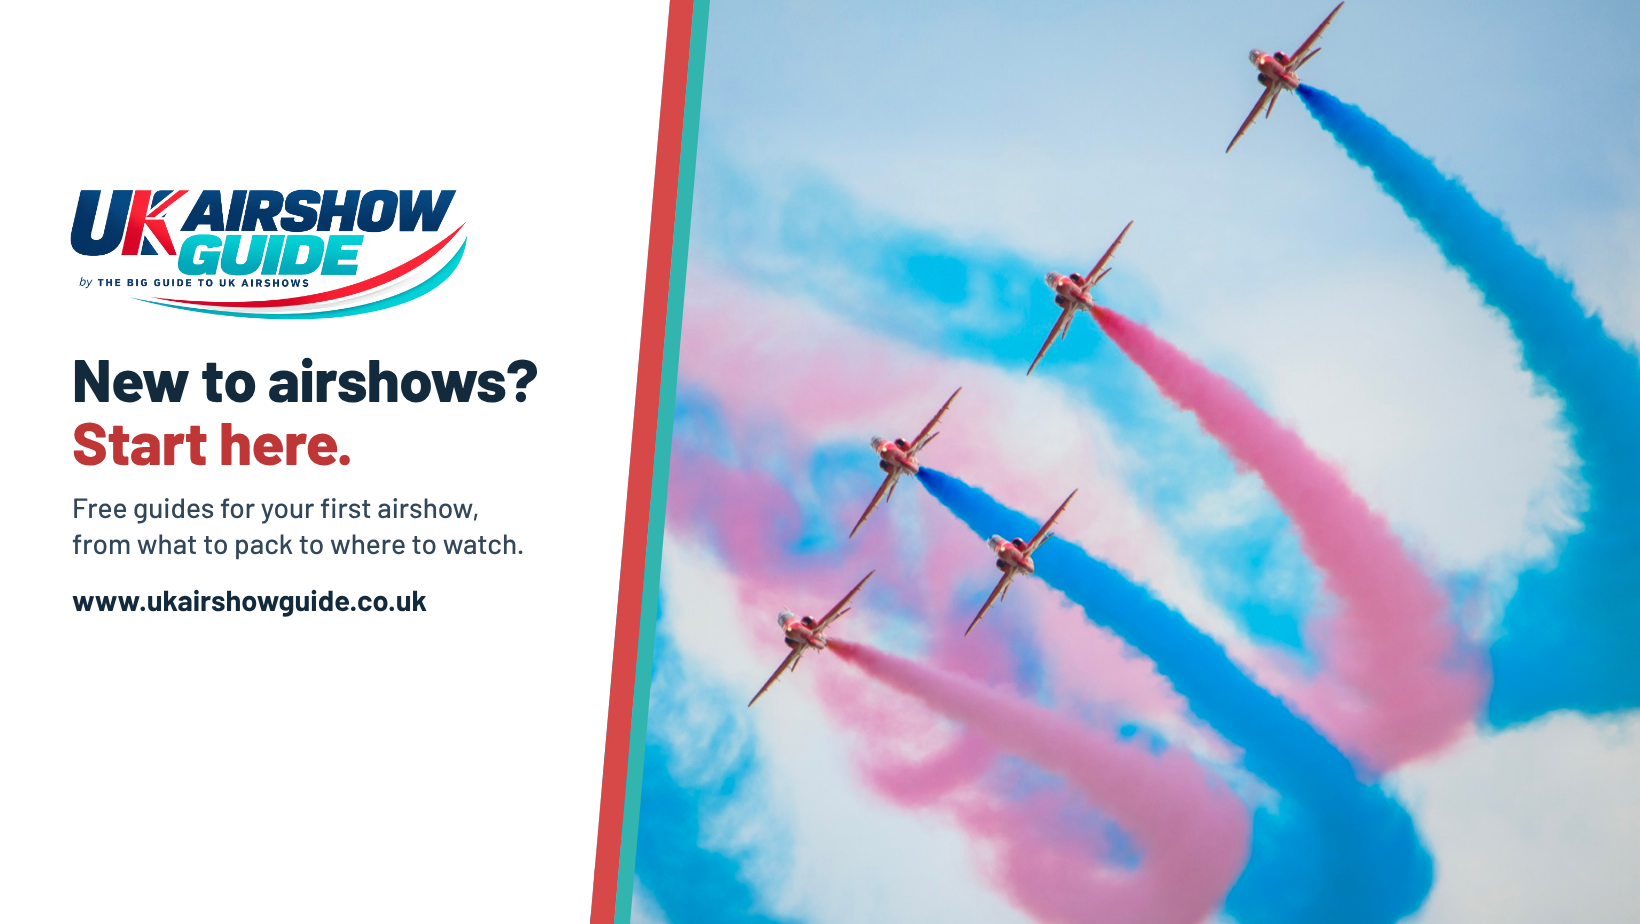 UK AIRSHOW
GUIDE
by THE BIG GUIDE TO UK AIRSHOWS
New to airshows?
Start here.
Free guides for your first airshow,
from what to pack to where to watch.
www.ukairshowguide.co.uk